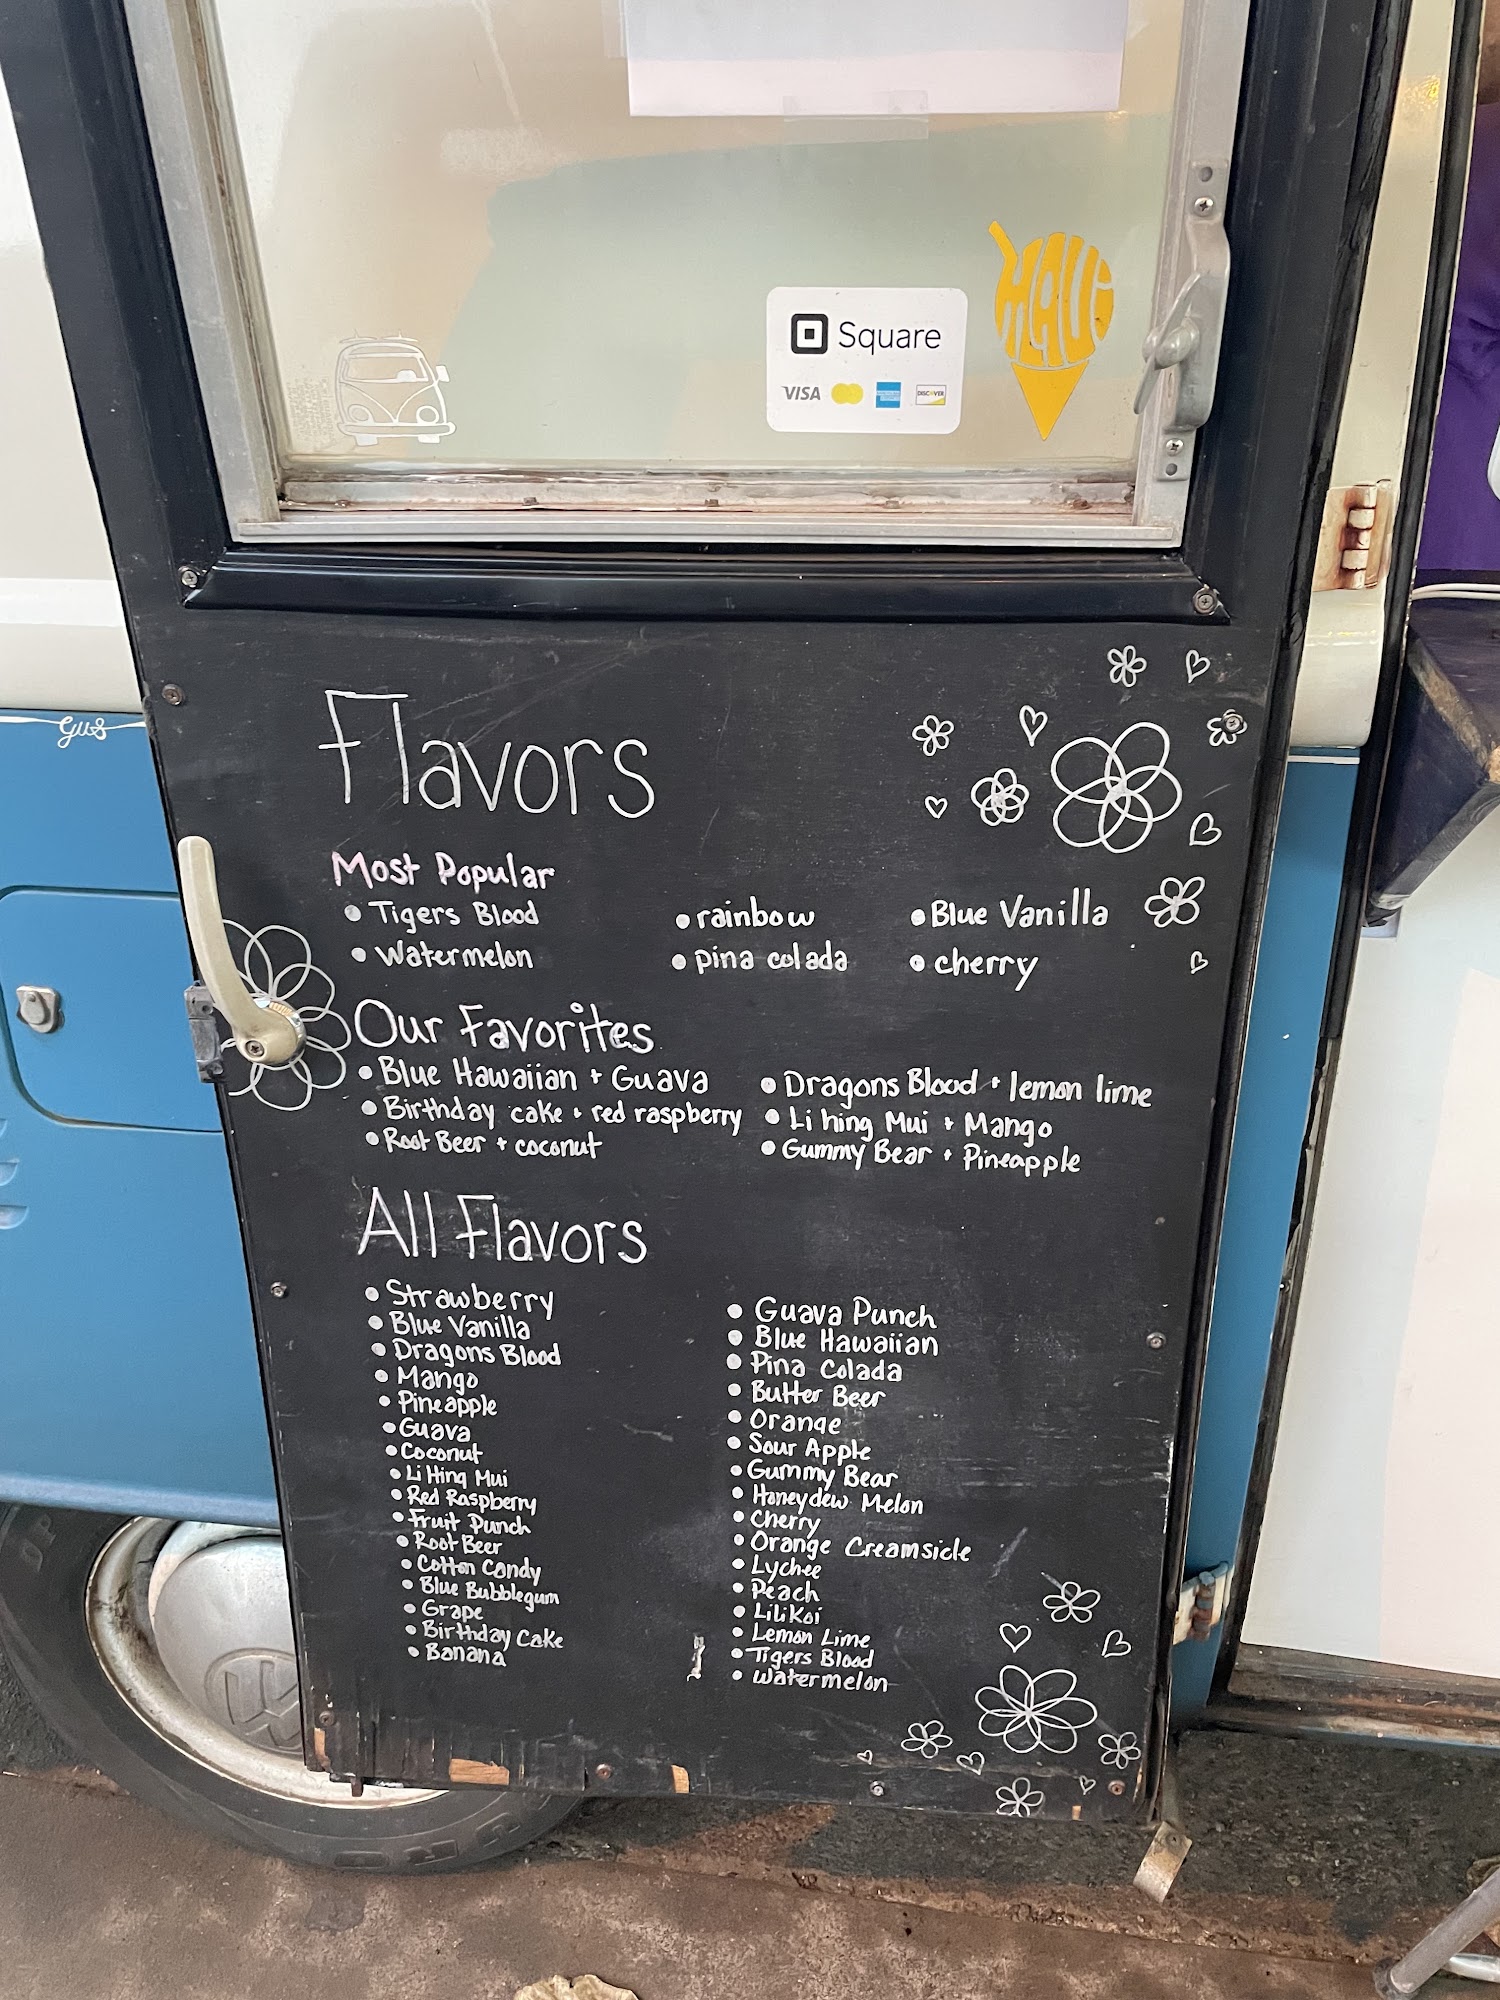 Square
VISA
DISCOVER
MAUI
gus
Flavors
Most Popular
• Tigers Blood • rainbow • Blue Vanilla
• Watermelon • pina colada • cherry
Our Favorites
• Blue Hawaiian + Guava
• Birthday cake + red raspberry
• Root Beer + coconut
• Dragons Blood + lemon lime
• Li hing Mui + Mango
• Gummy Bear + Pineapple
All Flavors
• Strawberry
• Blue Vanilla
• Dragons Blood
• Mango
• Pineapple
• Guava
• Coconut
• Li Hing Mui
• Red Raspberry
• Fruit Punch
• Root Beer
• Cotton Candy
• Blue Bubblegum
• Grape
• Birthday Cake
• Banana
• Guava Punch
• Blue Hawaiian
• Pina Colada
• Butter Beer
• Orange
• Sour Apple
• Gummy Bear
• Honeydew Melon
• Cherry
• Orange Creamsicle
• Lychee
• Peach
• LiLiKoi
• Lemon Lime
• Tigers Blood
• Watermelon